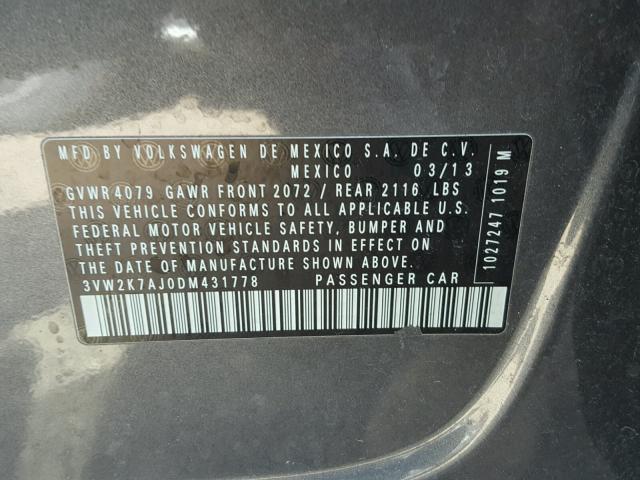 MFD BY VOLKSWAGEN DE MEXICO S.A. DE C.V.
MEXICO 03/13
GVWR4079 GAWR FRONT 2072 / REAR 2116 LBS
THIS VEHICLE CONFORMS TO ALL APPLICABLE U.S.
FEDERAL MOTOR VEHICLE SAFETY, BUMPER AND
THEFT PREVENTION STANDARDS IN EFFECT ON
THE DATE OF MANUFACTURE SHOWN ABOVE.
3VW2K7AJ0DM431778 PASSENGER CAR
1027247 1019 M